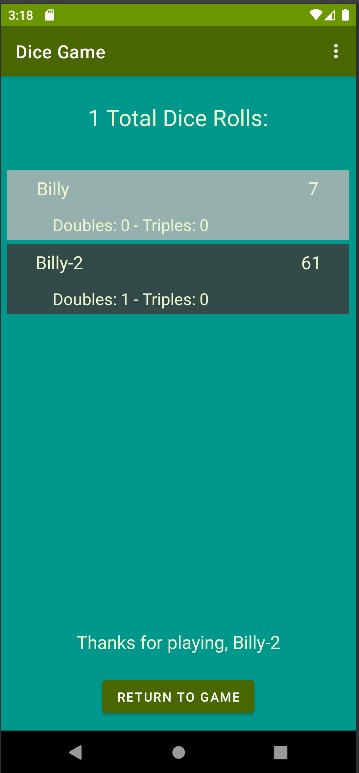 3:18
Dice Game
1 Total Dice Rolls:
Billy 7
Doubles: 0 - Triples: 0
Billy-2 61
Doubles: 1 - Triples: 0
Thanks for playing, Billy-2
RETURN TO GAME